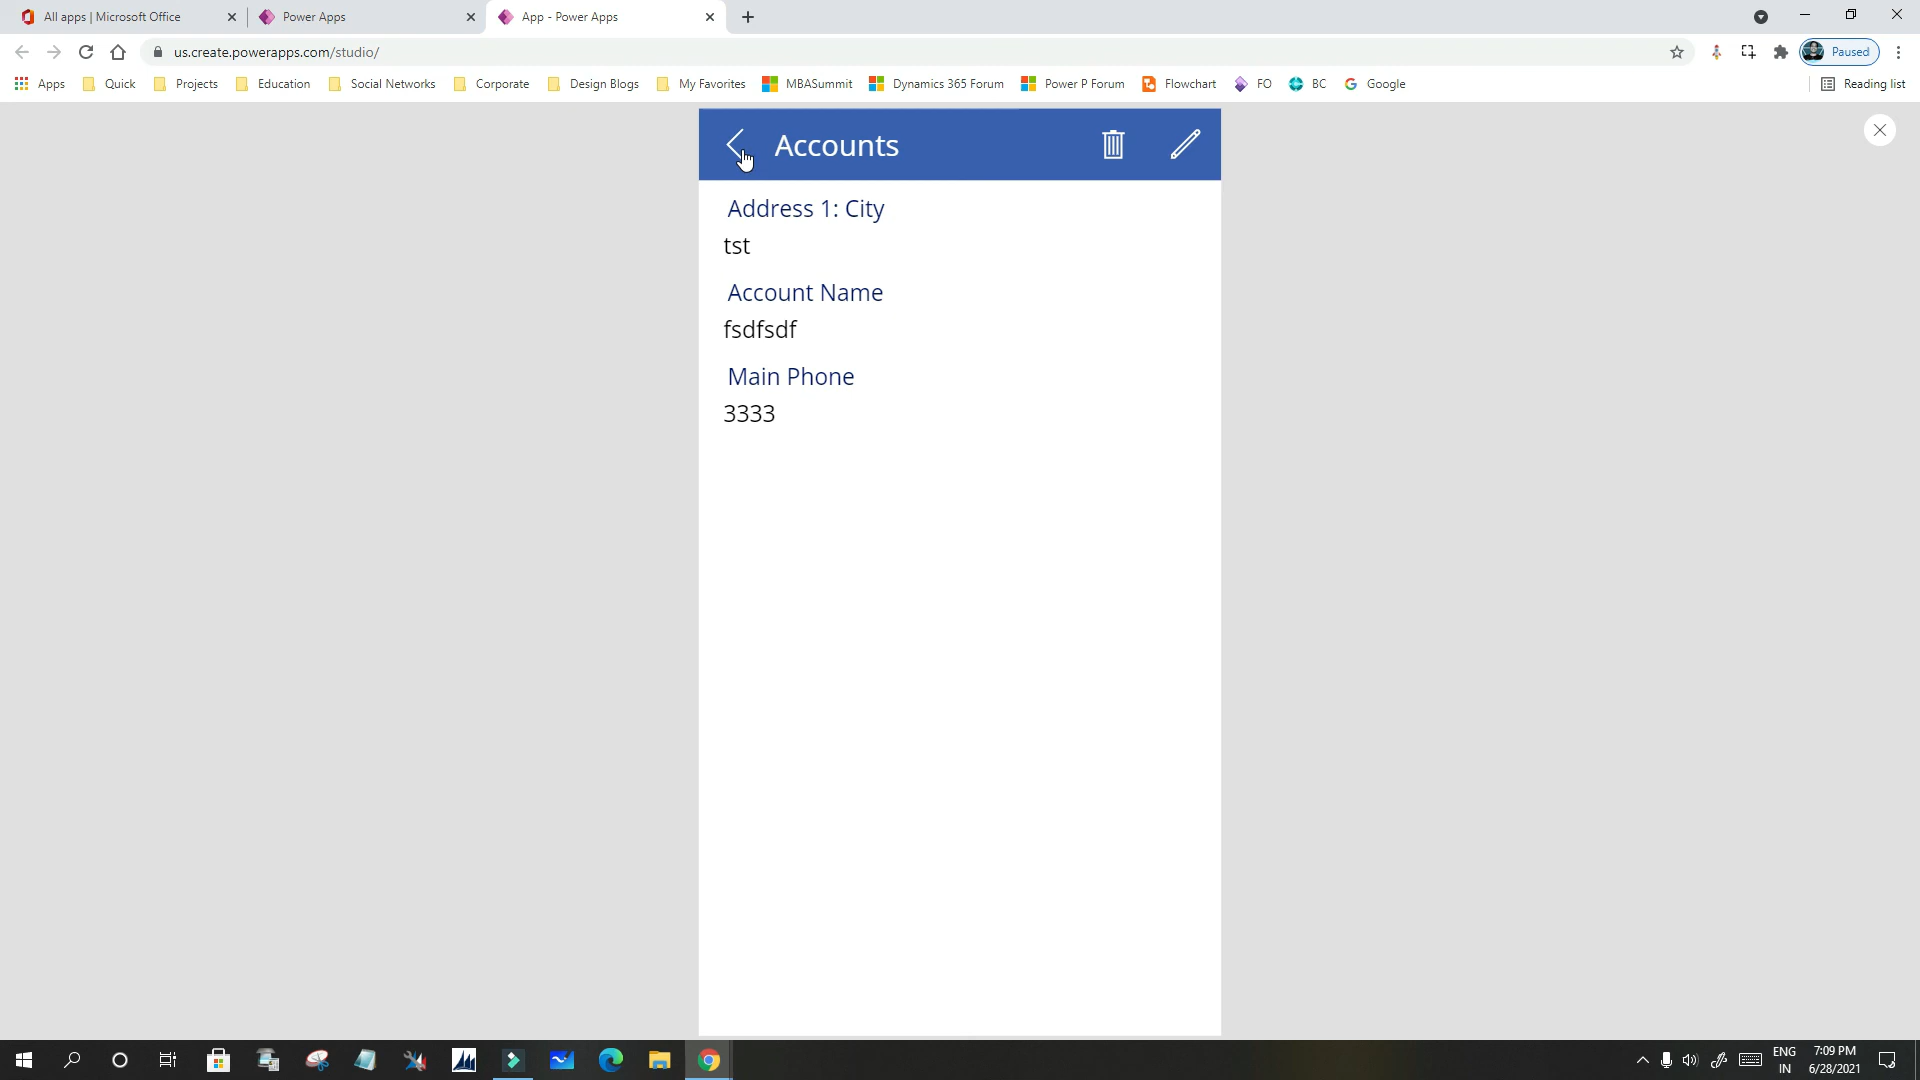 All apps | Microsoft Office
Power Apps
App - Power Apps
us.create.powerapps.com/studio/
Paused
Apps
Quick
Projects
Education
Social Networks
Corporate
Design Blogs
My Favorites
MBASummit
Dynamics 365 Forum
Power P Forum
Flowchart
FO
BC
Google
Reading list
Accounts
Address 1: City
tst
Account Name
fsdfsdf
Main Phone
3333
ENG
IN
7:09 PM
6/28/2021